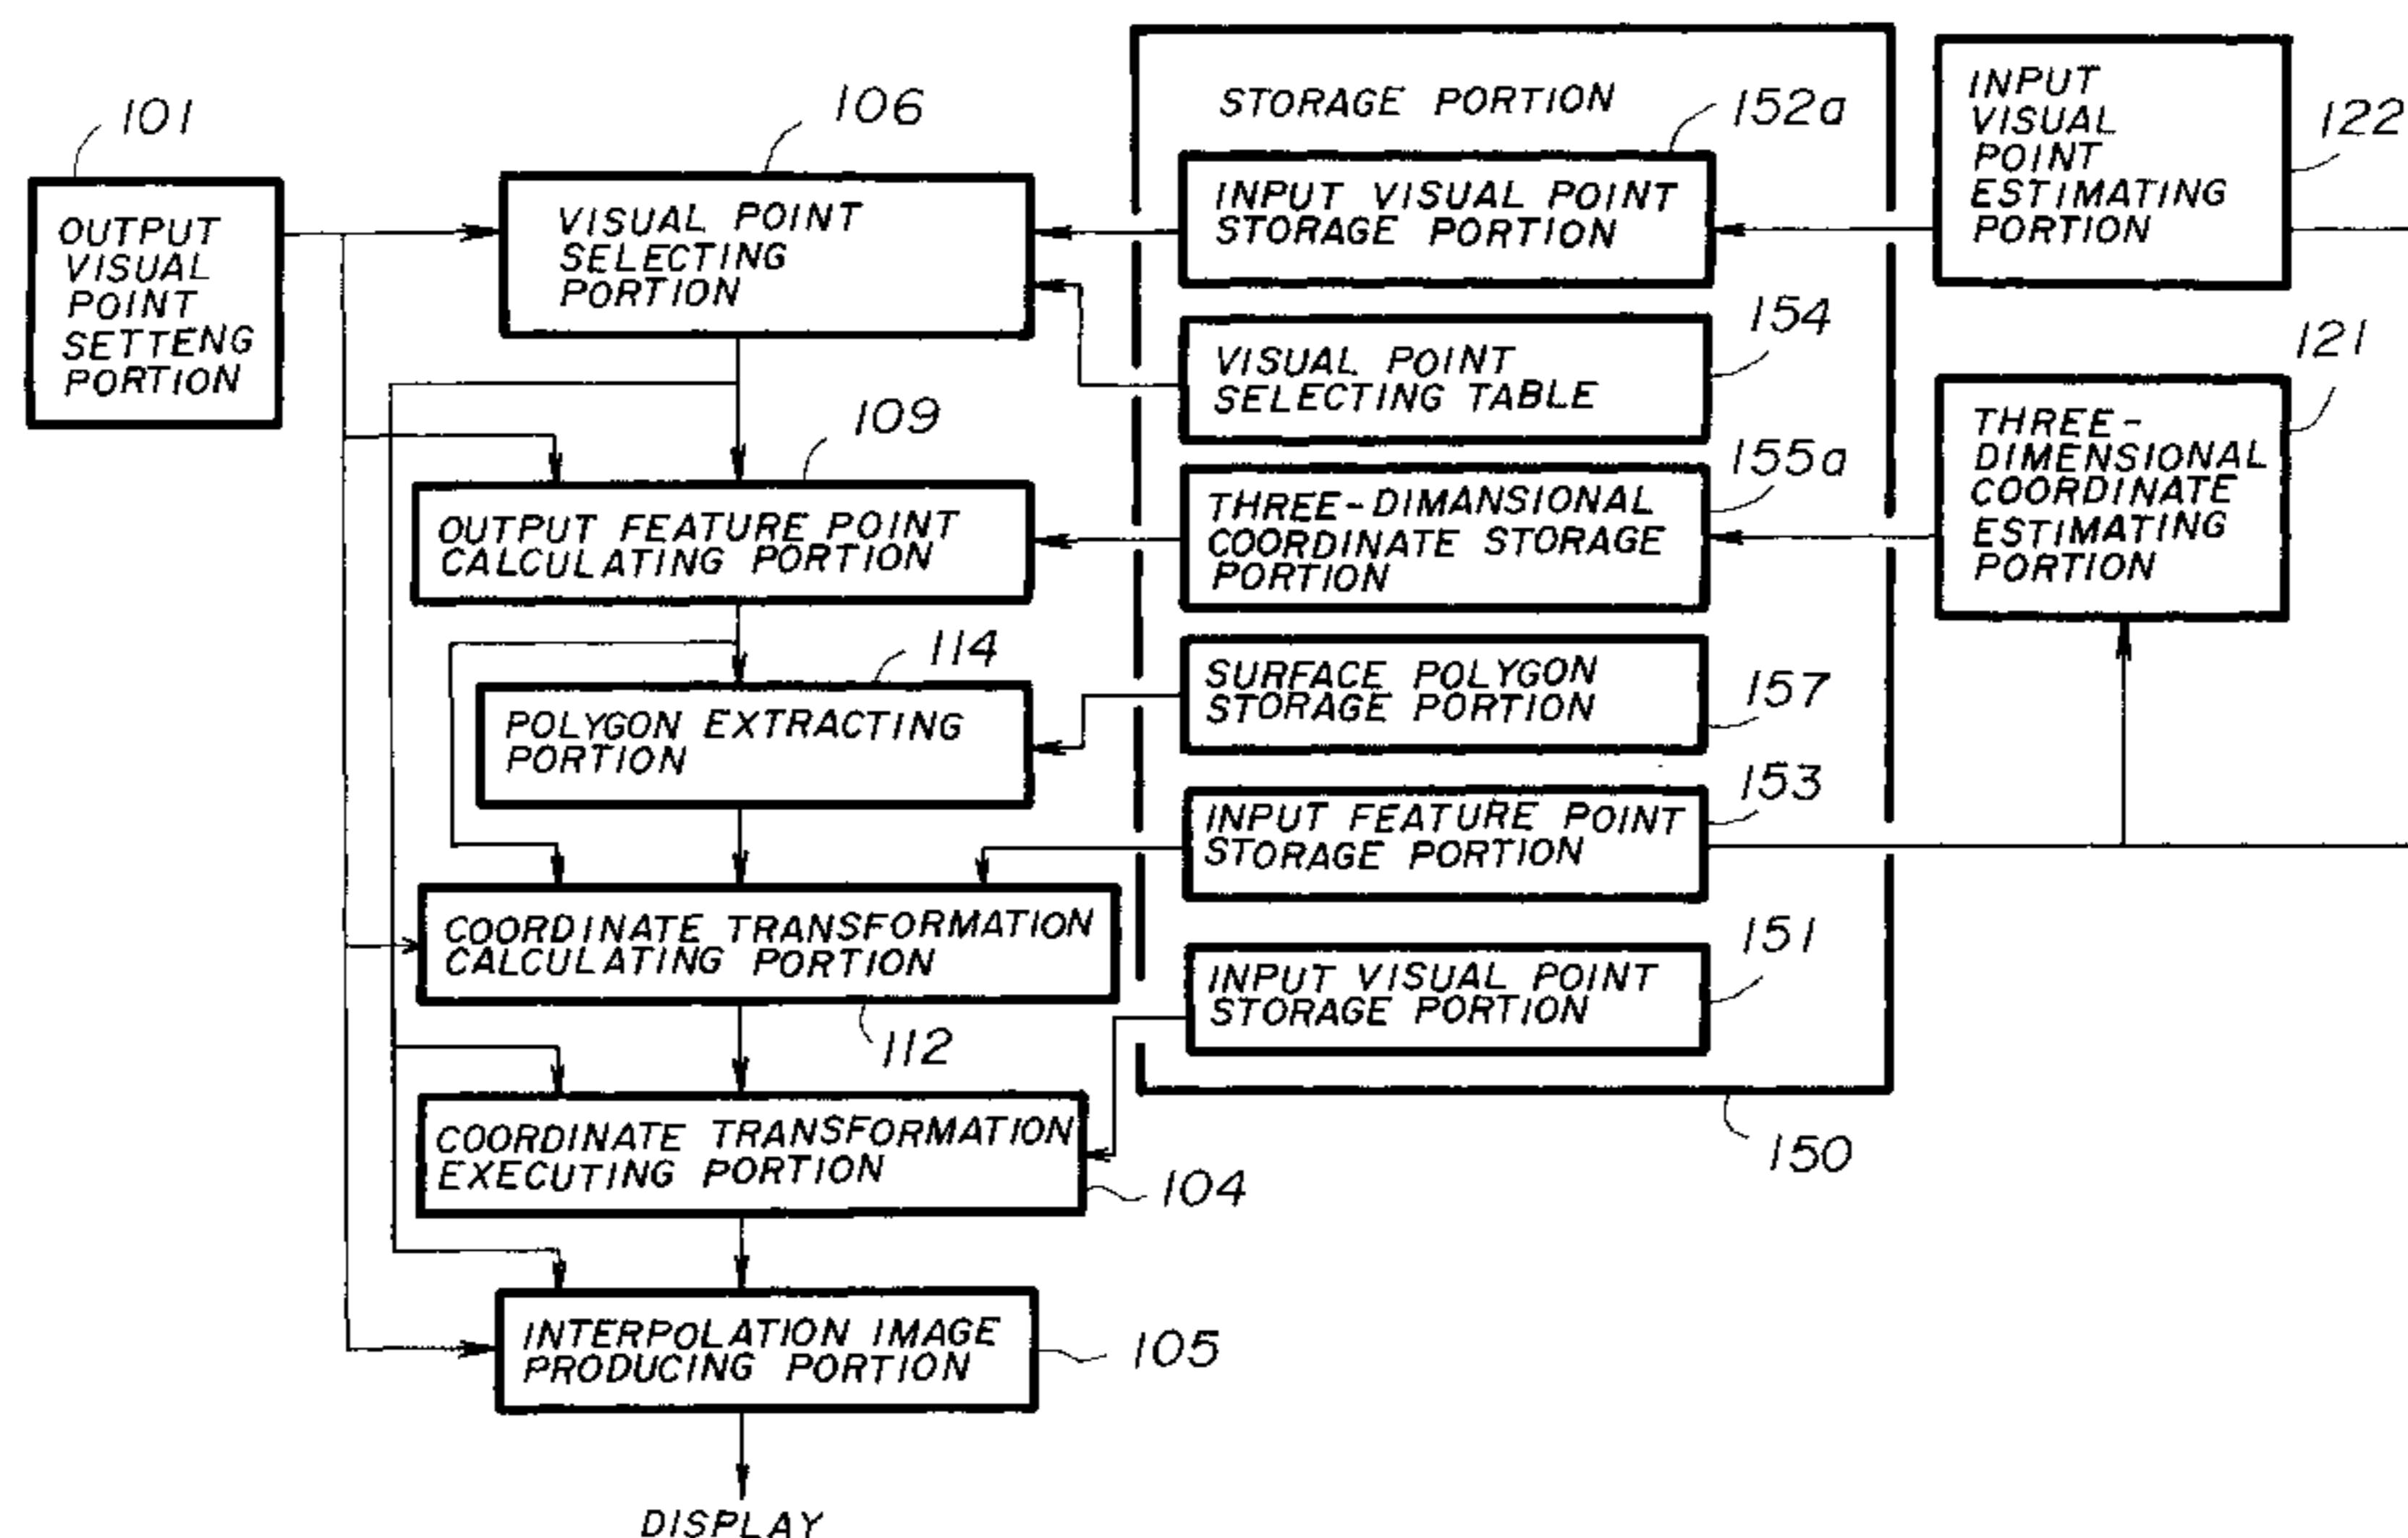 101
OUTPUT
VISUAL
POINT
SETTENG
PORTION
106
VISUAL POINT
SELECTING
PORTION
109
OUTPUT FEATURE POINT
CALCULATING PORTION
114
POLYGON EXTRACTING
PORTION
COORDINATE TRANSFORMATION
CALCULATING PORTION
112
COORDINATE TRANSFORMATION
EXECUTING PORTION
104
INTERPOLATION IMAGE
PRODUCING PORTION
105
DISPLAY
STORAGE PORTION
152a
INPUT VISUAL POINT
STORAGE PORTION
154
VISUAL POINT
SELECTING TABLE
155a
THREE-DIMANSIONAL
COORDINATE STORAGE
PORTION
SURFACE POLYGON
STORAGE PORTION
157
153
INPUT FEATURE POINT
STORAGE PORTION
151
INPUT VISUAL POINT
STORAGE PORTION
150
INPUT
VISUAL
POINT
ESTIMATING
PORTION
122
121
THREE-
DIMENSIONAL
COORDINATE
ESTIMATING
PORTION